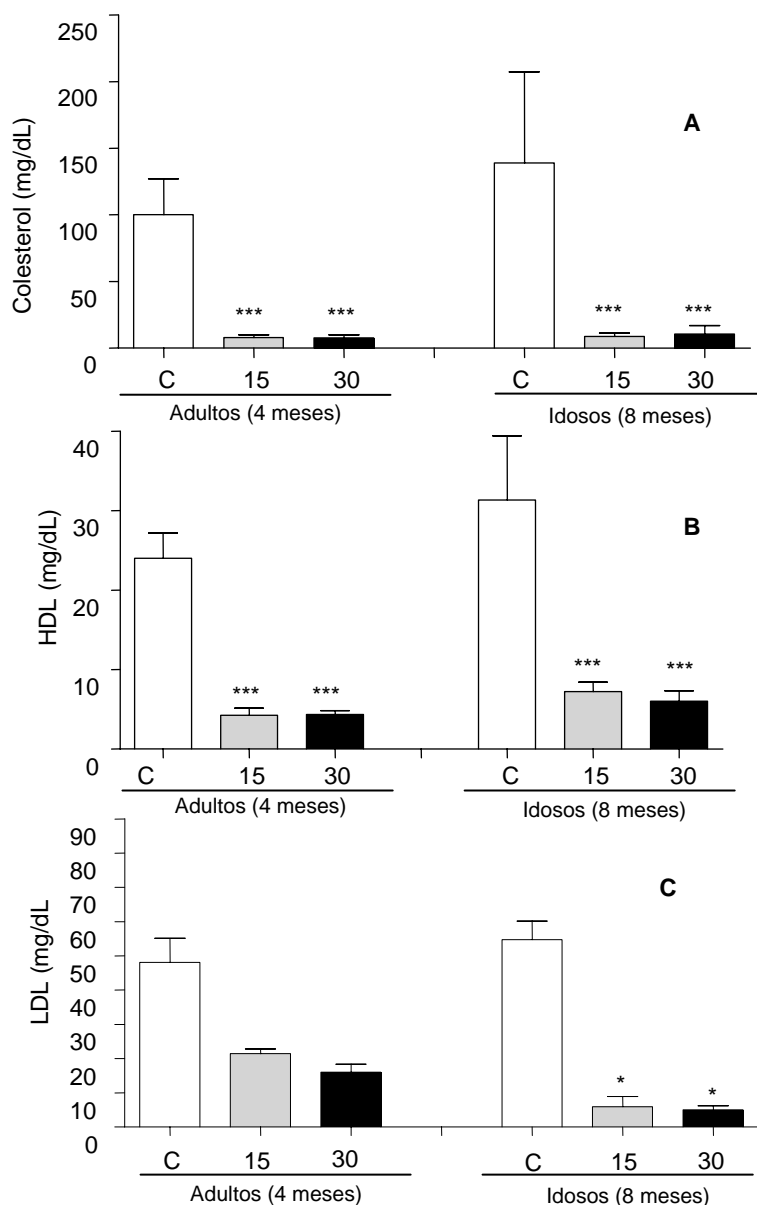 250
200
150
100
50
0
Colesterol (mg/dL)
A
*** *** *** ***
C 15 30 C 15 30
Adultos (4 meses) Idosos (8 meses)
40
30
20
10
0
HDL (mg/dL)
B
*** *** *** ***
C 15 30 C 15 30
Adultos (4 meses) Idosos (8 meses)
90
80
70
60
50
40
30
20
10
0
LDL (mg/dL
C
* *
C 15 30 C 15 30
Adultos (4 meses) Idosos (8 meses)